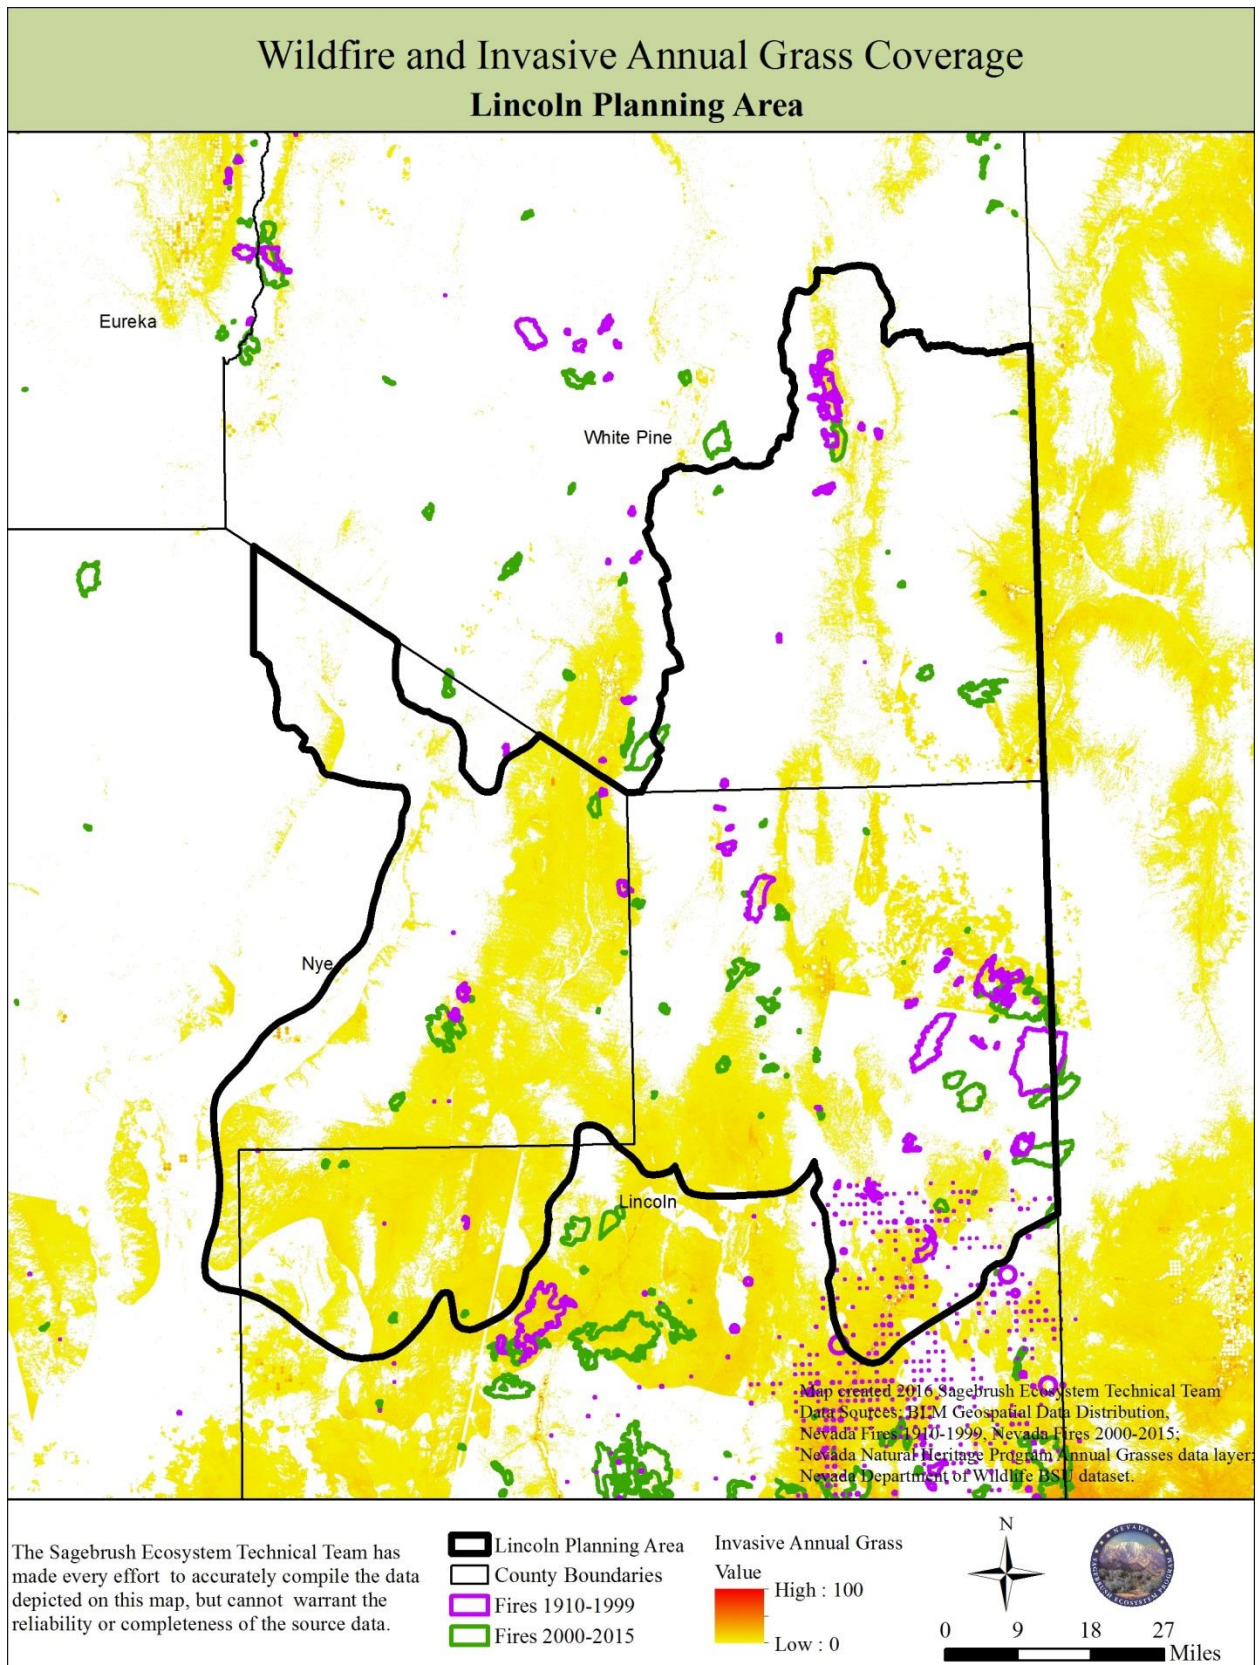 Wildfire and Invasive Annual Grass Coverage
Lincoln Planning Area
Eureka
White Pine
Nye
Lincoln
Map created 2016 Sagebrush Ecosystem Technical Team
Data Sources: BLM Geospatial Data Distribution,
Nevada Fires 1910-1999, Nevada Fires 2000-2015;
Nevada Natural Heritage Program Annual Grasses data layer;
Nevada Department of Wildlife BSU dataset.
The Sagebrush Ecosystem Technical Team has
made every effort to accurately compile the data
depicted on this map, but cannot warrant the
reliability or completeness of the source data.
Lincoln Planning Area
County Boundaries
Fires 1910-1999
Fires 2000-2015
Invasive Annual Grass
Value
High : 100
Low : 0
N
NEVADA
SAGEBRUSH ECOSYSTEM PROGRAM
0 9 18 27
Miles